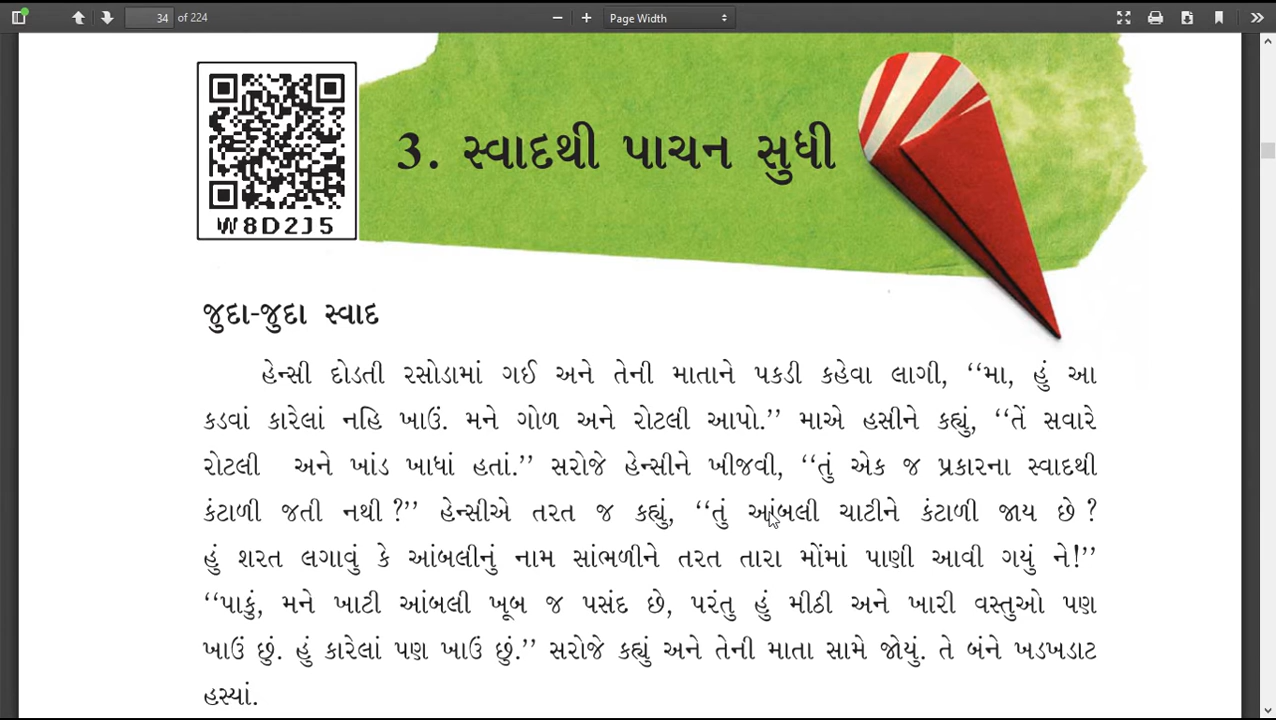 34 of 224
Page Width
W8D2J5
3. સ્વાદથી પાચન સુધી
જુદા-જુદા સ્વાદ
હેન્સી દોડતી રસોડામાં ગઈ અને તેની માતાને પકડી કહેવા લાગી, ‘‘મા, હું આ
કડવાં કારેલાં નહિ ખાઉં. મને ગોળ અને રોટલી આપો.’’ માએ હસીને કહ્યું, ‘‘તેં સવારે
રોટલી અને ખાંડ ખાધાં હતાં.’’ સરોજે હેન્સીને ખીજવી, ‘‘તું એક જ પ્રકારના સ્વાદથી
કંટાળી જતી નથી ?’’ હેન્સીએ તરત જ કહ્યું, ‘‘તું આંબલી ચાટીને કંટાળી જાય છે ?
હું શરત લગાવું કે આંબલીનું નામ સાંભળીને તરત તારા મોંમાં પાણી આવી ગયું ને!’’
‘‘પાકું, મને ખાટી આંબલી ખૂબ જ પસંદ છે, પરંતુ હું મીઠી અને ખારી વસ્તુઓ પણ
ખાઉં છું. હું કારેલાં પણ ખાઉં છું.’’ સરોજે કહ્યું અને તેની માતા સામે જોયું. તે બંને ખડખડાટ
હસ્યાં.